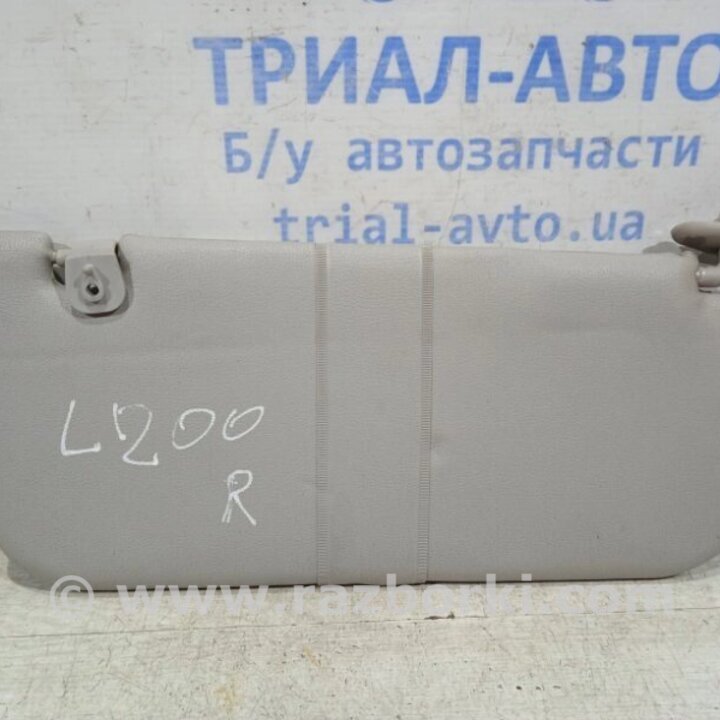 ТРИАЛ-АВТО
Б/у автозапчасти
trial-avto.ua
L200
R
© www.razborki.com